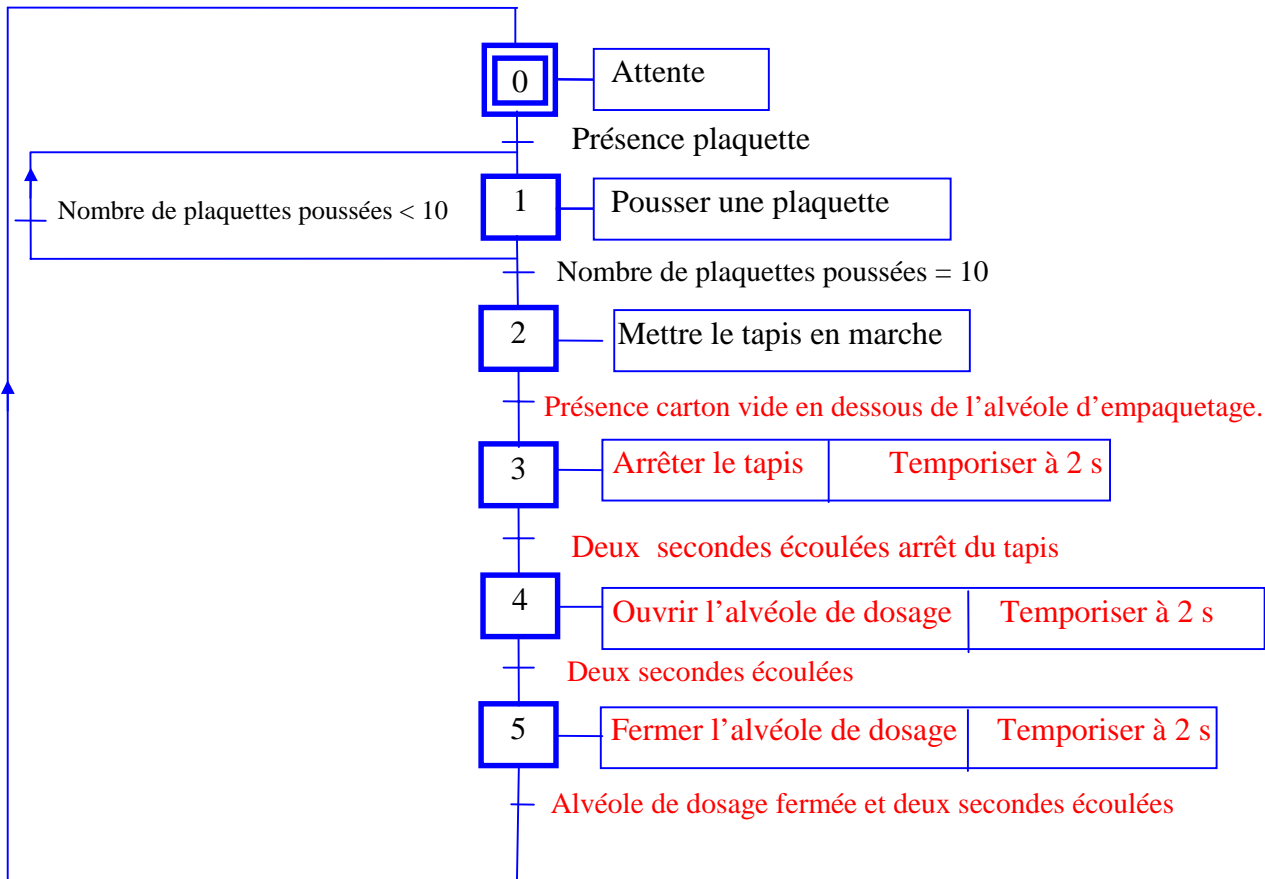 0
Attente
Présence plaquette
1
Pousser une plaquette
Nombre de plaquettes poussées < 10
Nombre de plaquettes poussées = 10
2
Mettre le tapis en marche
Présence carton vide en dessous de l’alvéole d’empaquetage.
3
Arrêter le tapis
Temporiser à 2 s
Deux secondes écoulées arrêt du tapis
4
Ouvrir l’alvéole de dosage
Temporiser à 2 s
Deux secondes écoulées
5
Fermer l’alvéole de dosage
Temporiser à 2 s
Alvéole de dosage fermée et deux secondes écoulées